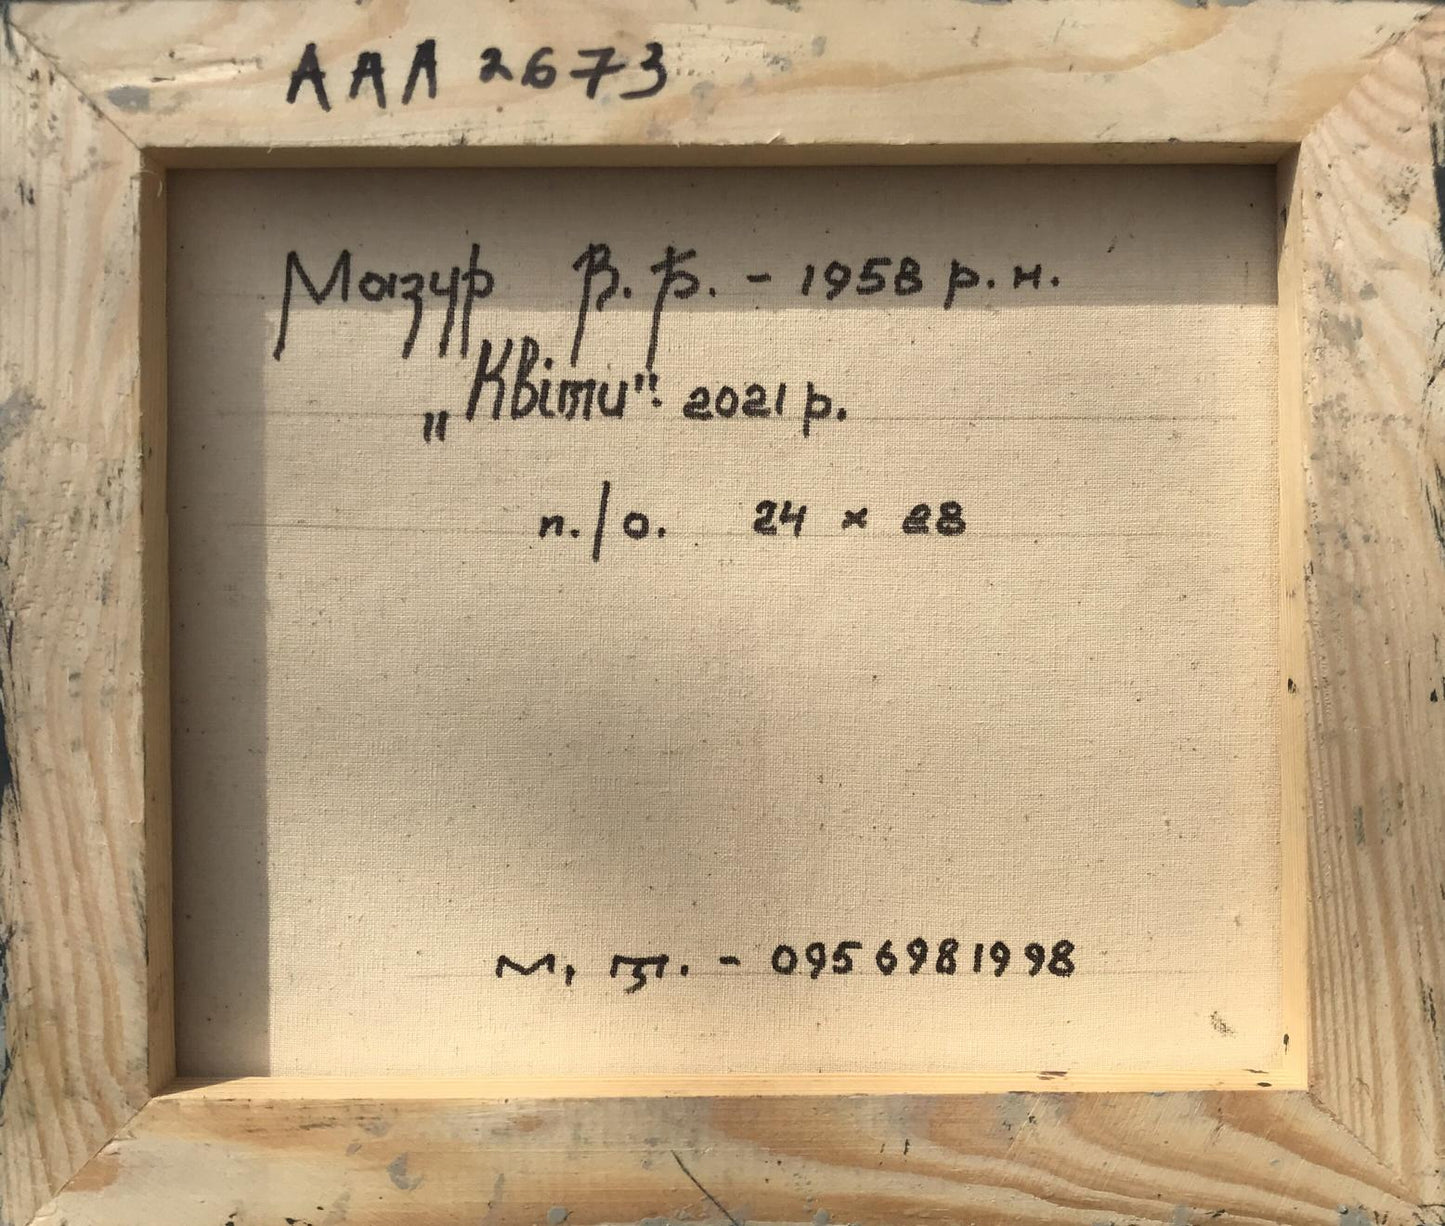 ААЛ 2673
Мазур В. Б. - 1958 р. н.
„Квіти". 2021 р.
п./о. 24 × 28
м, т. - 0956981998